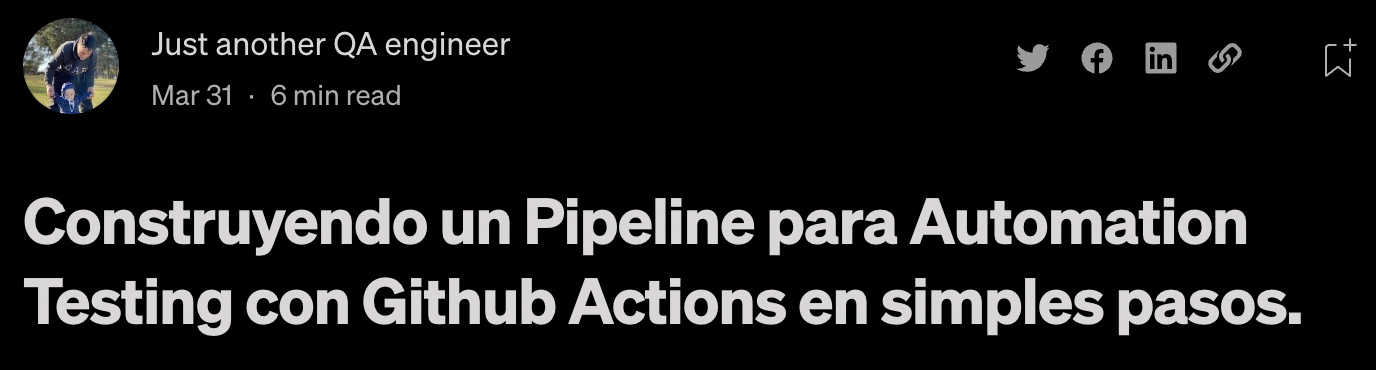 Just another QA engineer
Mar 31 · 6 min read
Construyendo un Pipeline para Automation
Testing con Github Actions en simples pasos.